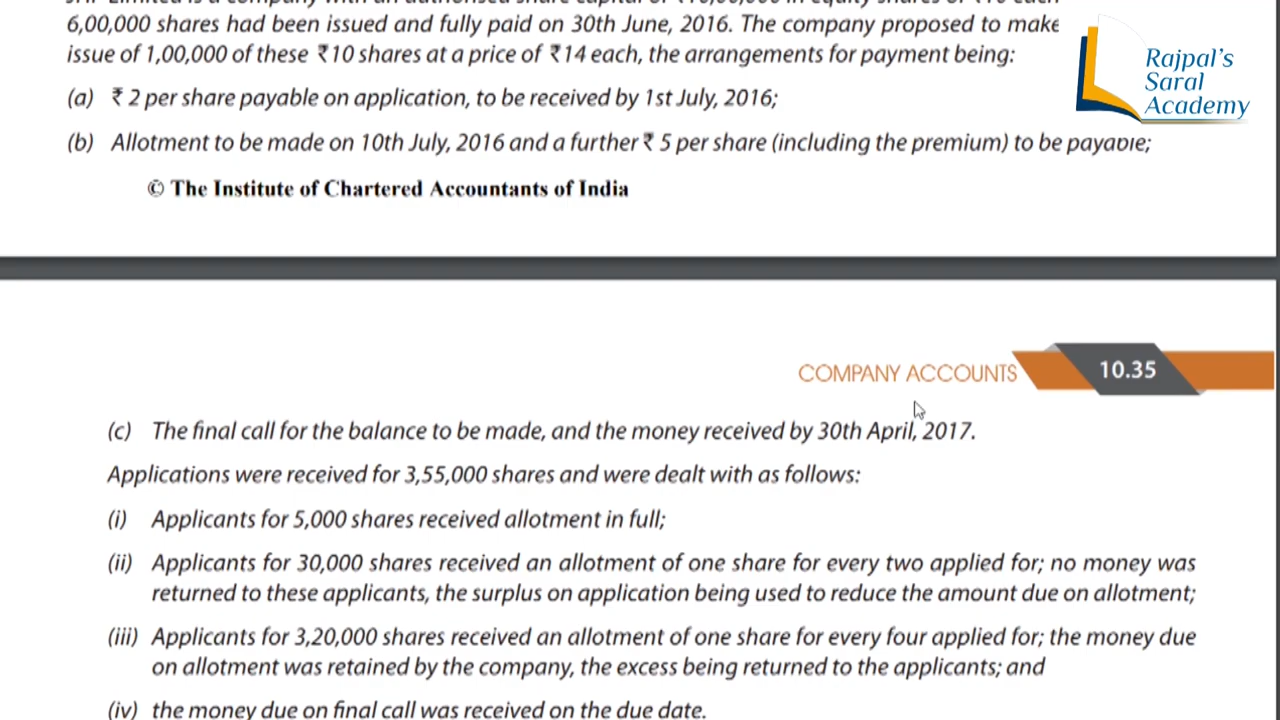 6,00,000 shares had been issued and fully paid on 30th June, 2016. The company proposed to make
issue of 1,00,000 of these ₹10 shares at a price of ₹14 each, the arrangements for payment being:
Rajpal's
Saral
Academy
(a) ₹ 2 per share payable on application, to be received by 1st July, 2016;
(b) Allotment to be made on 10th July, 2016 and a further ₹ 5 per share (including the premium) to be payable;
© The Institute of Chartered Accountants of India
COMPANY ACCOUNTS 10.35
(c) The final call for the balance to be made, and the money received by 30th April, 2017.
Applications were received for 3,55,000 shares and were dealt with as follows:
(i) Applicants for 5,000 shares received allotment in full;
(ii) Applicants for 30,000 shares received an allotment of one share for every two applied for; no money was
returned to these applicants, the surplus on application being used to reduce the amount due on allotment;
(iii) Applicants for 3,20,000 shares received an allotment of one share for every four applied for; the money due
on allotment was retained by the company, the excess being returned to the applicants; and
(iv) the money due on final call was received on the due date.